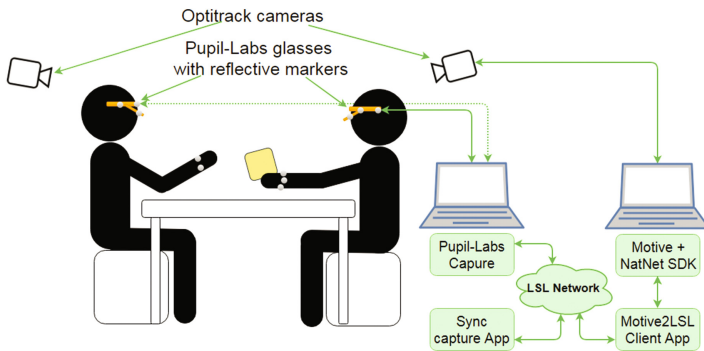 Optitrack cameras
Pupil-Labs glasses
with reflective markers
Pupil-Labs
Capure
Motive +
NatNet SDK
LSL Network
Sync
capture App
Motive2LSL
Client App